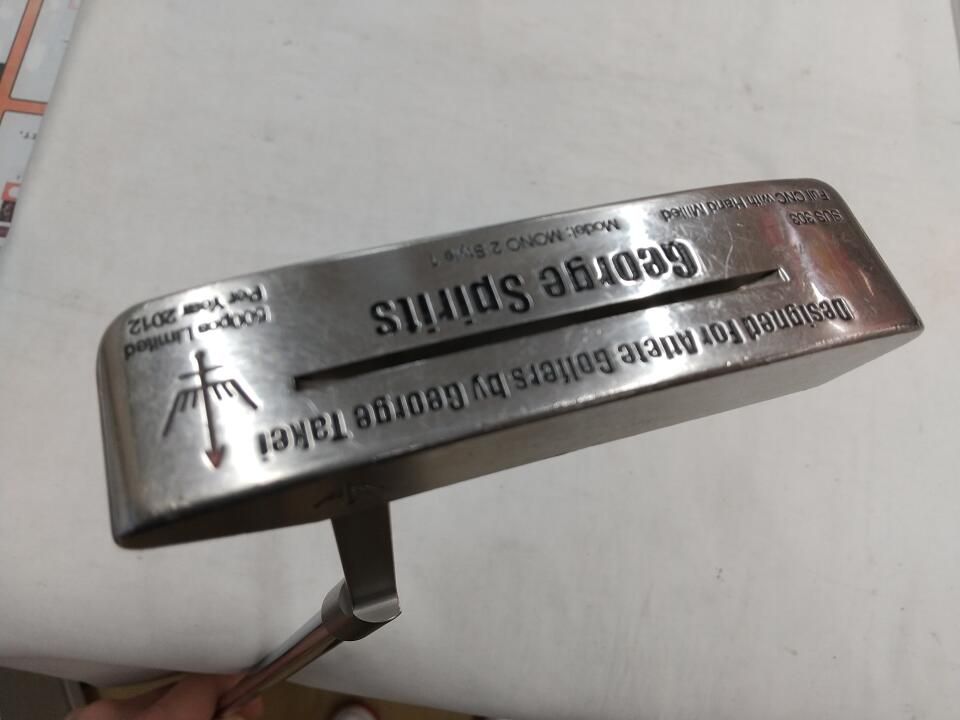 Designed For Atlete Golfers by George Takei
George Spirits
Model: MONO 2 Style 1
SUS 303
Full CNC with Hand Milled
500pcs Limited
Per Year 2012